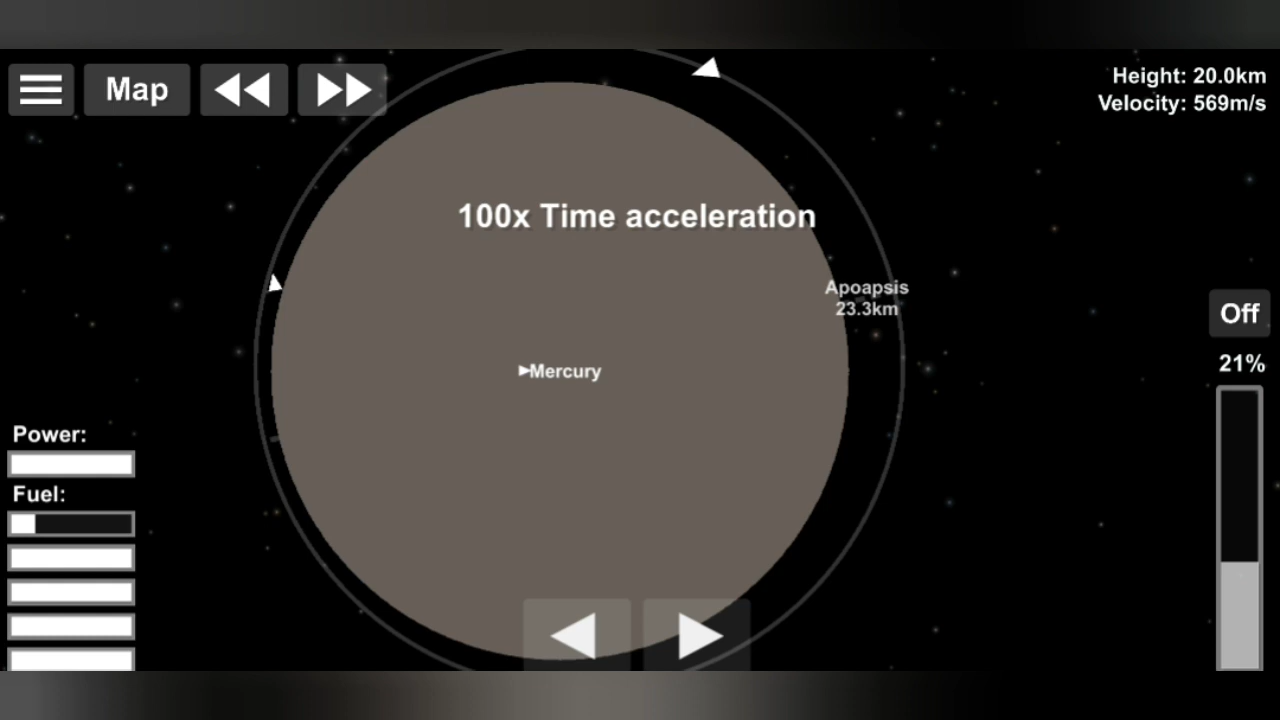 Map
Height: 20.0km
Velocity: 569m/s
100x Time acceleration
Apoapsis
23.3km
Off
21%
Mercury
Power:
Fuel: